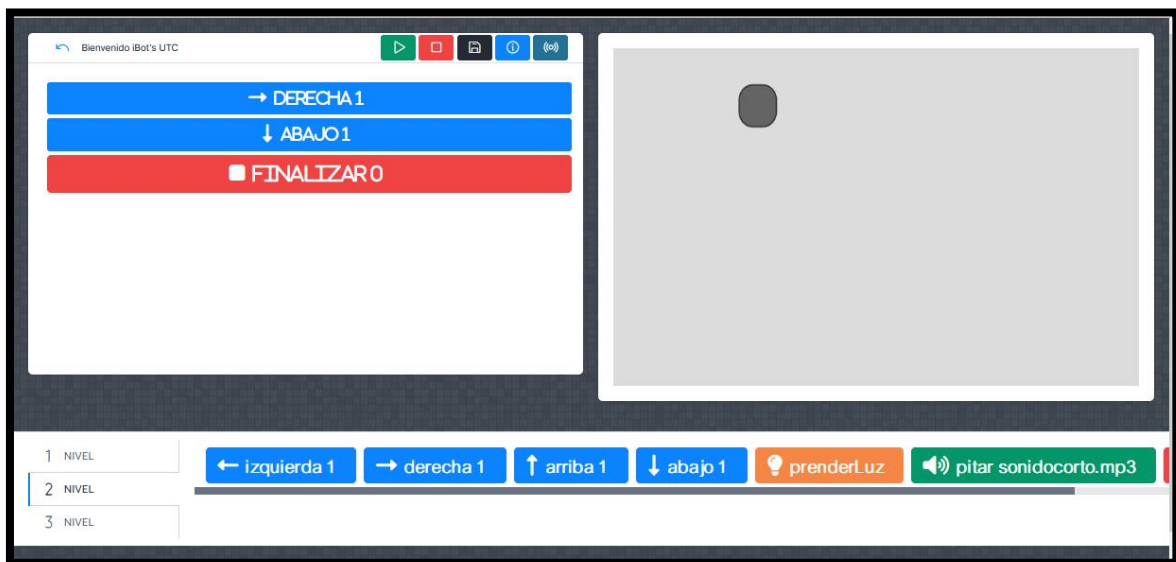 Bienvenido iBot's UTC
DERECHA 1
ABAJO 1
FINALIZAR 0
1 NIVEL
2 NIVEL
3 NIVEL
izquierda 1
derecha 1
arriba 1
abajo 1
prenderLuz
pitar sonidocorto.mp3